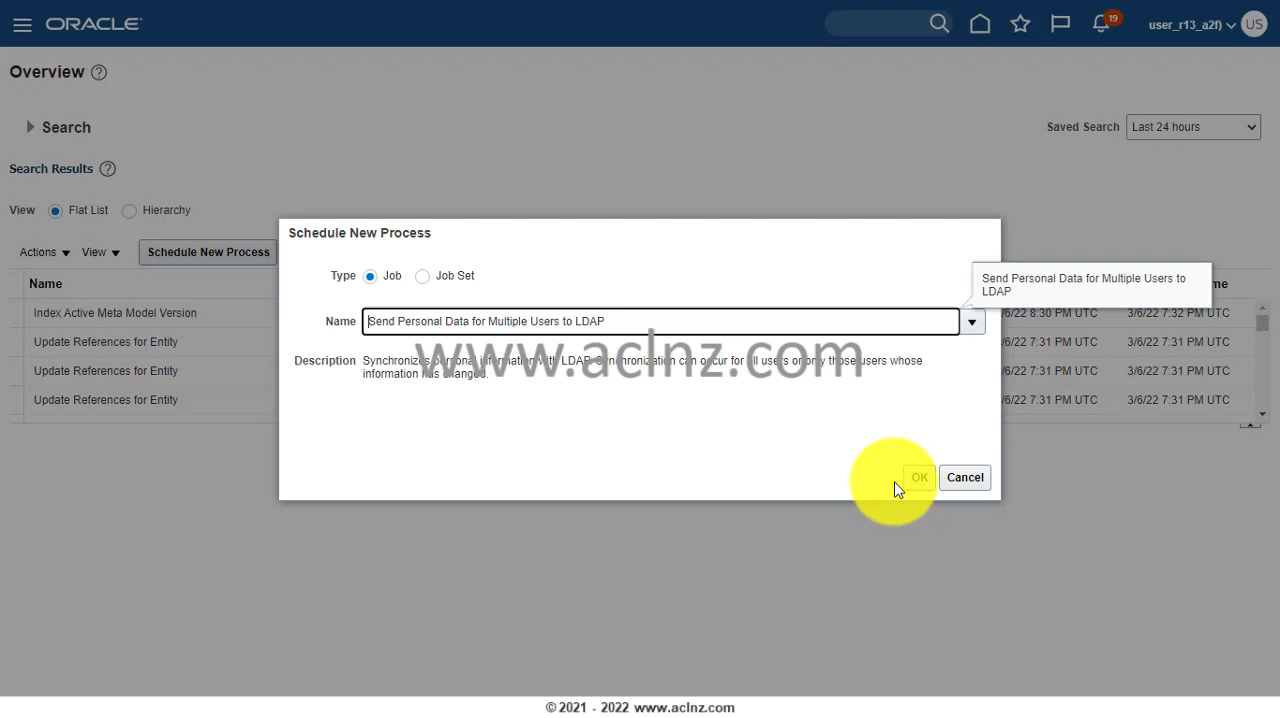 ORACLE
19
user_r13_a2f)
US
Overview
Search
Saved Search
Last 24 hours
Search Results
View
Flat List
Hierarchy
Actions
View
Schedule New Process
Name
me
Index Active Meta Model Version
/6/22 8:30 PM UTC
3/6/22 7:32 PM UTC
Update References for Entity
/6/22 7:31 PM UTC
3/6/22 7:31 PM UTC
Update References for Entity
/6/22 7:31 PM UTC
3/6/22 7:31 PM UTC
Update References for Entity
/6/22 7:31 PM UTC
3/6/22 7:31 PM UTC
Schedule New Process
Type
Job
Job Set
Name
Send Personal Data for Multiple Users to LDAP
Send Personal Data for Multiple Users to
LDAP
Description
Synchronizes personal information with LDAP Synchronization can occur for all users or only those users whose
information has changed.
www.aclnz.com
OK
Cancel
© 2021 - 2022 www.aclnz.com